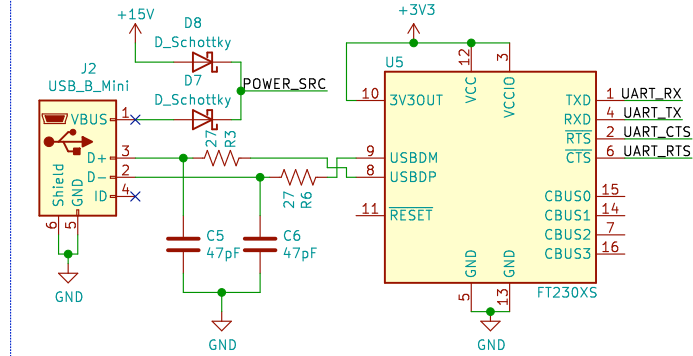 +15V
D8
D_Schottky
D7
D_Schottky
POWER_SRC
J2
USB_B_Mini
VBUS 1
D+ 3
D- 2
ID 4
Shield
GND
6
5
GND
27
R3
27
R6
C5
47pF
C6
47pF
GND
+3V3
U5
12
3
VCC
VCCIO
10 3V3OUT
9 USBDM
8 USBDP
11 RESET
TXD 1 UART_RX
RXD 4 UART_TX
RTS 2 UART_CTS
CTS 6 UART_RTS
CBUS0 15
CBUS1 14
CBUS2 7
CBUS3 16
GND
GND
5
13
FT230XS
GND